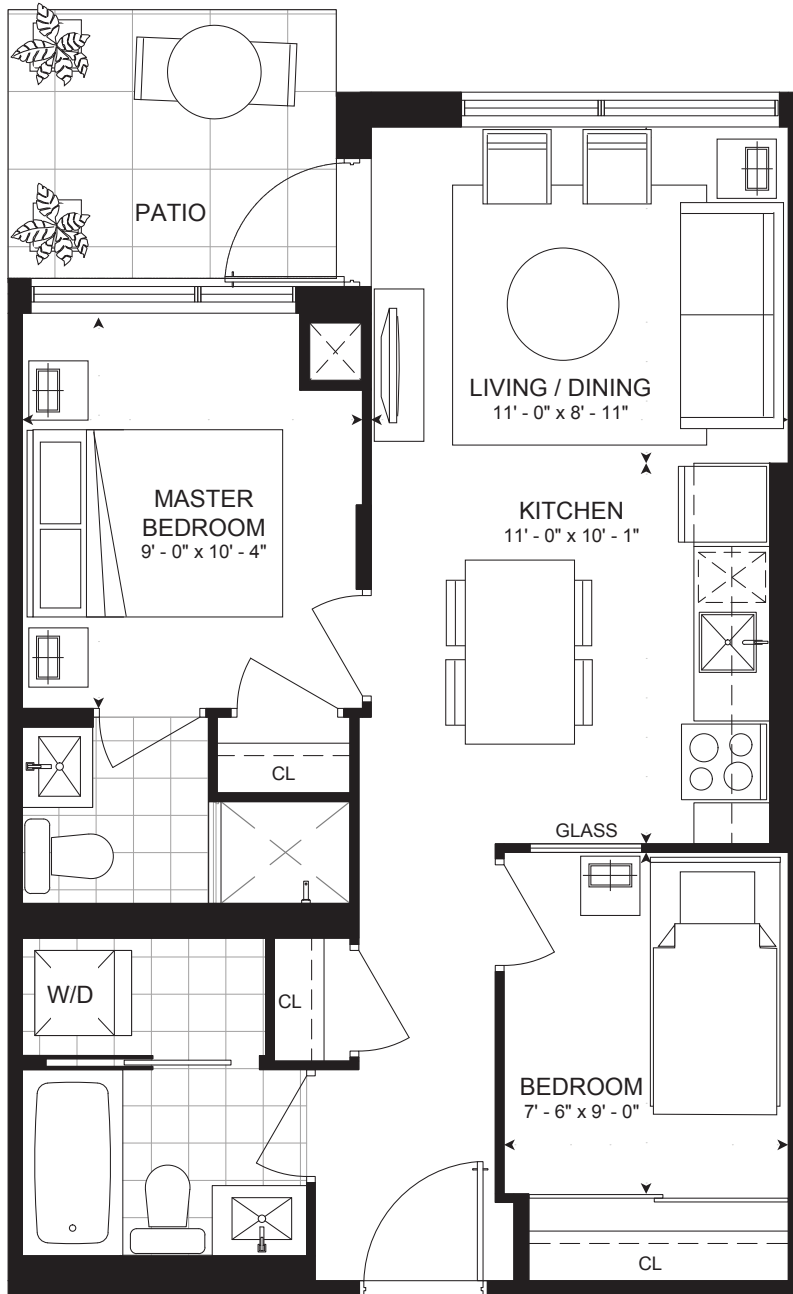 PATIO
LIVING / DINING
11' - 0" x 8' - 11"
MASTER
BEDROOM
9' - 0" x 10' - 4"
KITCHEN
11' - 0" x 10' - 1"
CL
GLASS
W/D
CL
BEDROOM
7' - 6" x 9' - 0"
CL